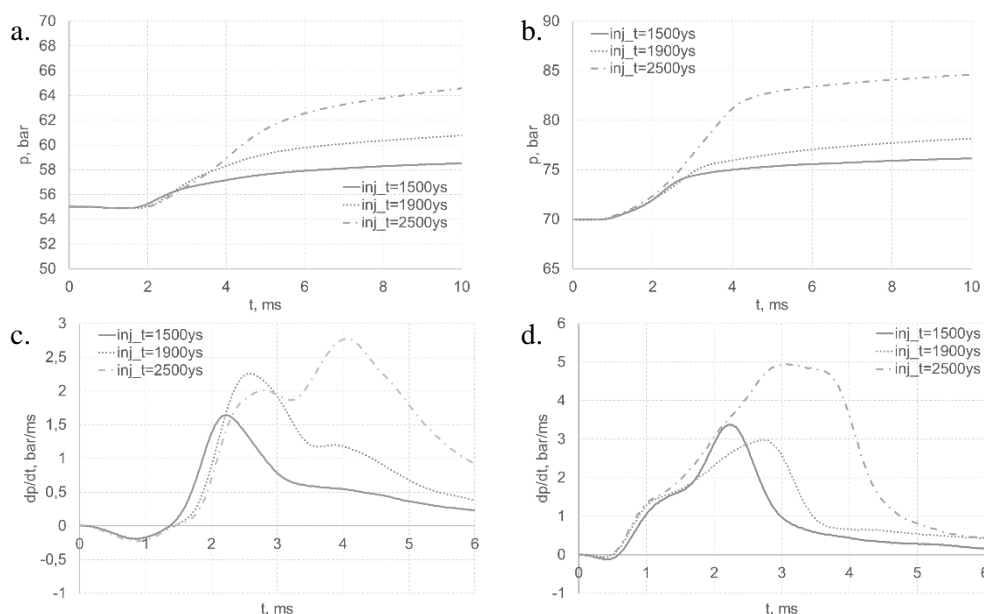 a.
70
68
66
64
62
60
58
56
54
52
50
p, bar
inj_t=1500ys
inj_t=1900ys
inj_t=2500ys
0 2 4 6 8 10
t, ms
b.
90
85
80
75
70
65
p, bar
inj_t=1500ys
inj_t=1900ys
inj_t=2500ys
0 2 4 6 8 10
t, ms
c.
3
2,5
2
1,5
1
0,5
0
-0,5
-1
dp/dt, bar/ms
inj_t=1500ys
inj_t=1900ys
inj_t=2500ys
0 1 2 3 4 5 6
t, ms
d.
6
5
4
3
2
1
0
-1
dp/dt, bar/ms
inj_t=1500ys
inj_t=1900ys
inj_t=2500ys
0 1 2 3 4 5 6
t, ms